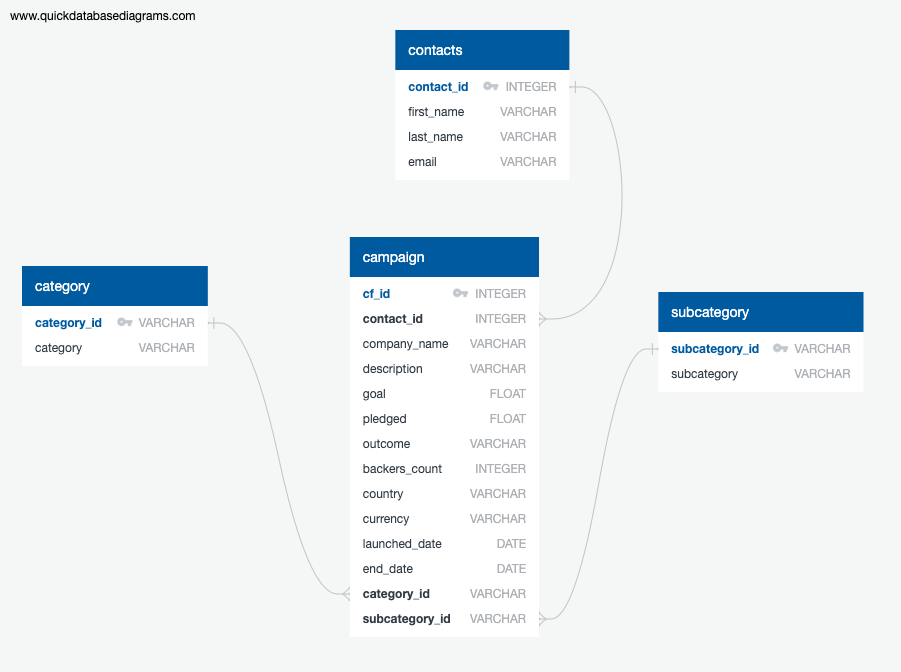 www.quickdatabasediagrams.com
contacts
contact_id INTEGER
first_name VARCHAR
last_name VARCHAR
email VARCHAR
category
category_id VARCHAR
category VARCHAR
campaign
cf_id INTEGER
contact_id INTEGER
company_name VARCHAR
description VARCHAR
goal FLOAT
pledged FLOAT
outcome VARCHAR
backers_count INTEGER
country VARCHAR
currency VARCHAR
launched_date DATE
end_date DATE
category_id VARCHAR
subcategory_id VARCHAR
subcategory
subcategory_id VARCHAR
subcategory VARCHAR